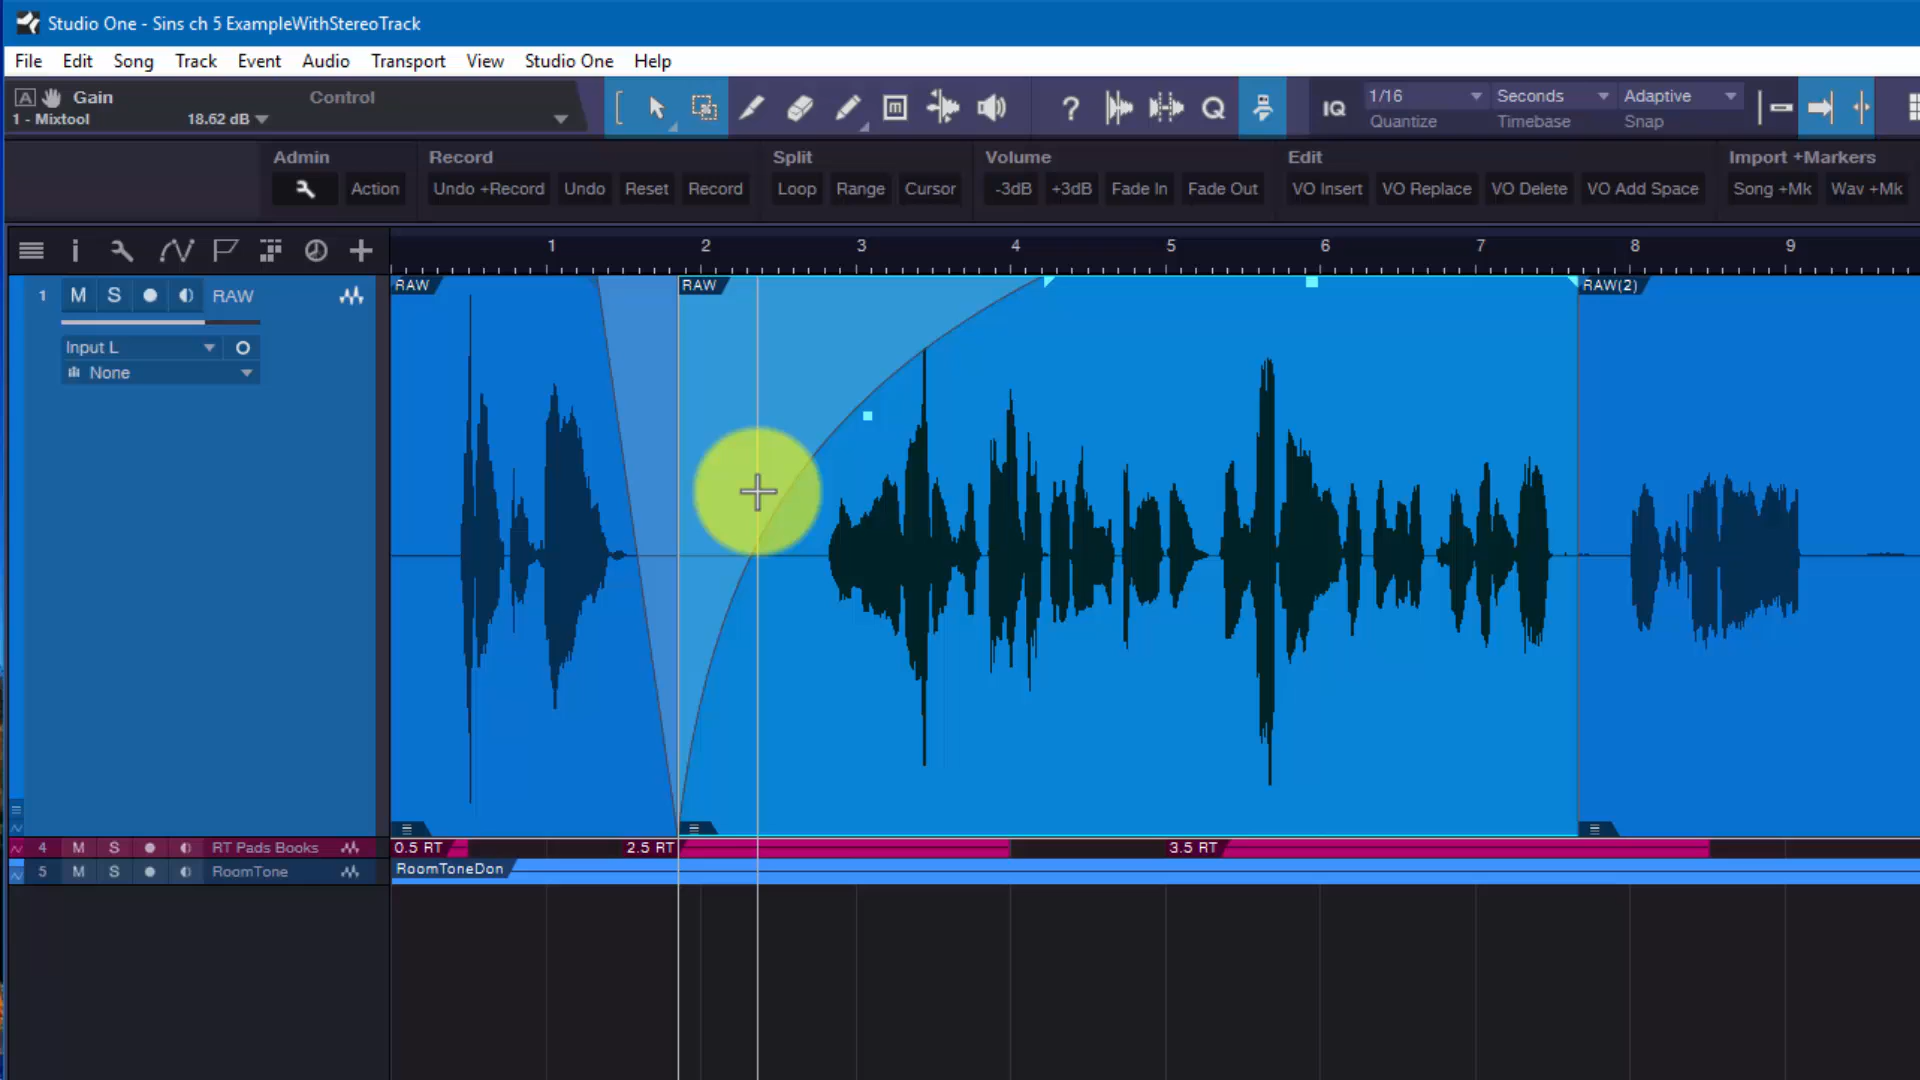 Studio One - Sins ch 5 ExampleWithStereoTrack
File Edit Song Track Event Audio Transport View Studio One Help
A Gain Control
1 - Mixtool 18.62 dB
? Q IQ
1/16 Seconds Adaptive
Quantize Timebase Snap
Admin Record Split Volume Edit Import +Markers
Action Undo +Record Undo Reset Record Loop Range Cursor -3dB +3dB Fade In Fade Out VO Insert VO Replace VO Delete VO Add Space Song +Mk Wav +Mk
1 2 3 4 5 6 7 8 9
RAW RAW RAW(2)
1 M S RAW
Input L
None
4 M S RT Pads Books 0.5 RT 2.5 RT 3.5 RT
5 M S RoomTone RoomToneDon